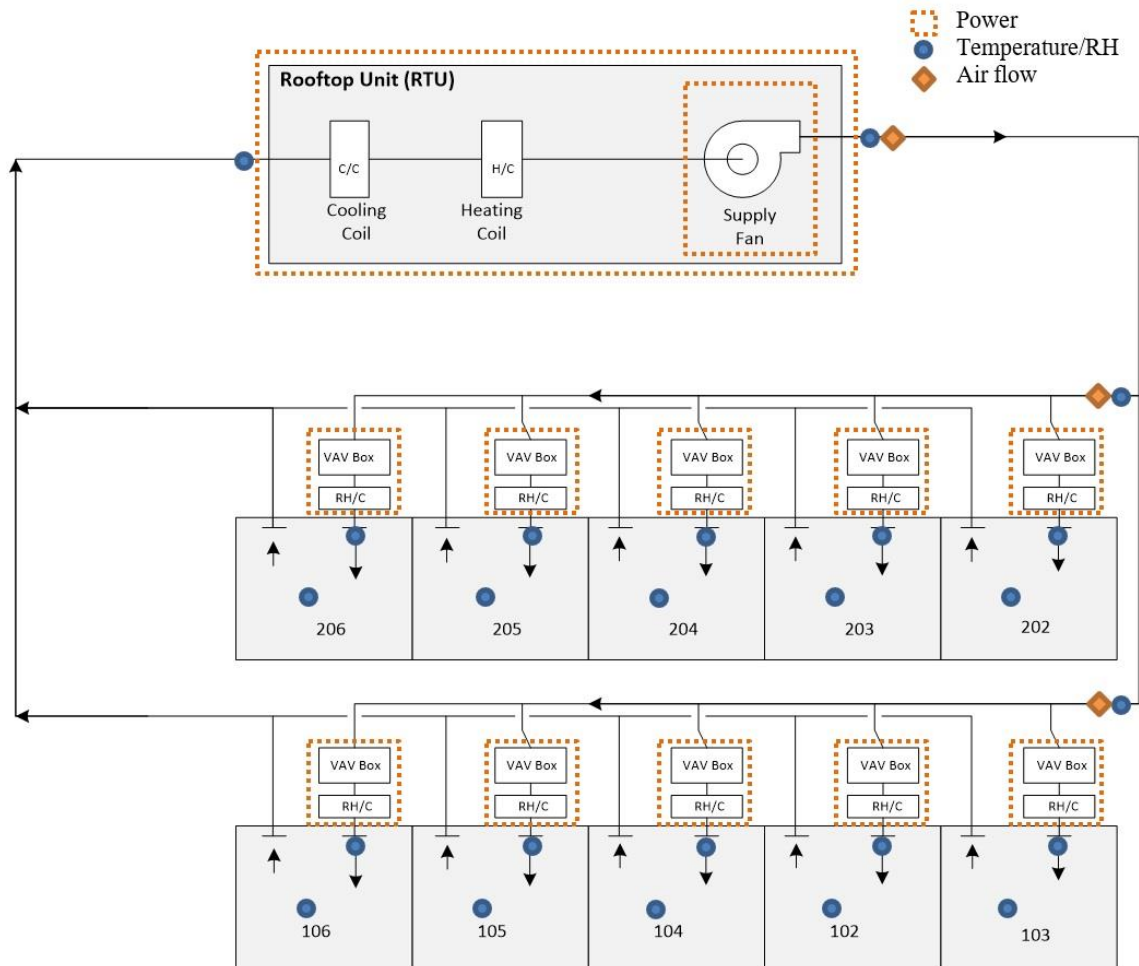 Power
Temperature/RH
Air flow
Rooftop Unit (RTU)
C/C
H/C
Cooling
Coil
Heating
Coil
Supply
Fan
VAV Box
VAV Box
VAV Box
VAV Box
VAV Box
RH/C
RH/C
RH/C
RH/C
RH/C
206
205
204
203
202
VAV Box
VAV Box
VAV Box
VAV Box
VAV Box
RH/C
RH/C
RH/C
RH/C
RH/C
106
105
104
102
103